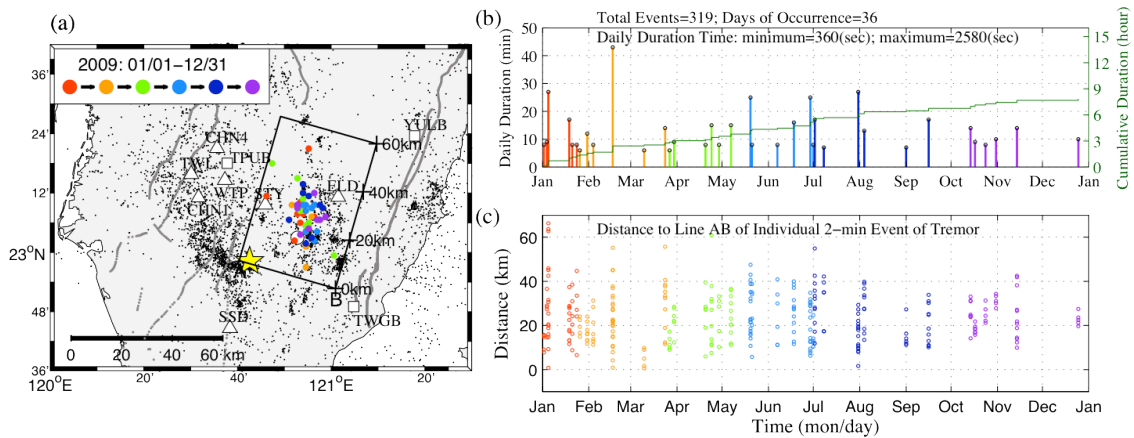 (a)
36'
2009: 01/01−12/31
24'
12'
23°N
48'
36'
CHN4
YULB
TWL
TPUB
WTP
STY
ELD
CHN1
SSD
TWGB
60km
40km
20km
0km
B
0 20 40 60 km
120°E 20' 40' 121°E 20'
(b)
Total Events=319; Days of Occurrence=36
Daily Duration Time: minimum=360(sec); maximum=2580(sec)
Daily Duration (min)
50
40
30
20
10
0
Cumulative Duration (hour)
15
12
9
6
3
0
Jan Feb Mar Apr May Jun Jul Aug Sep Oct Nov Dec Jan
(c)
Distance to Line AB of Individual 2−min Event of Tremor
Distance (km)
60
40
20
0
Jan Feb Mar Apr May Jun Jul Aug Sep Oct Nov Dec Jan
Time (mon/day)